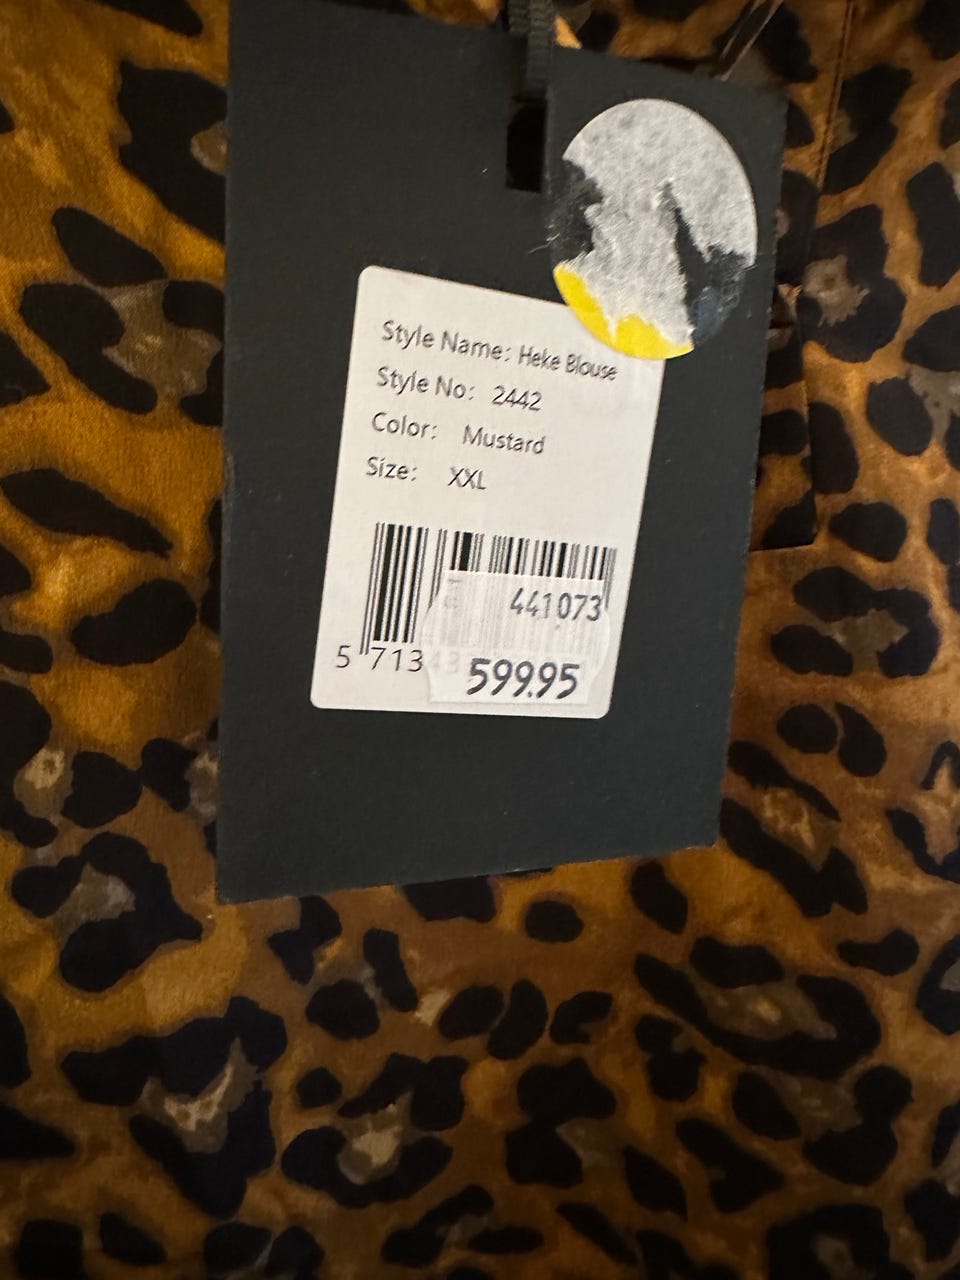 Style Name: Heke Blouse
Style No: 2442
Color: Mustard
Size: XXL
441073
5 713
599.95